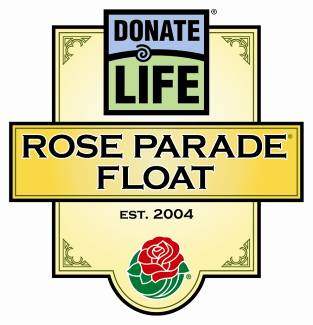 DONATE®
LIFE
ROSE PARADE®
FLOAT
EST. 2004
®